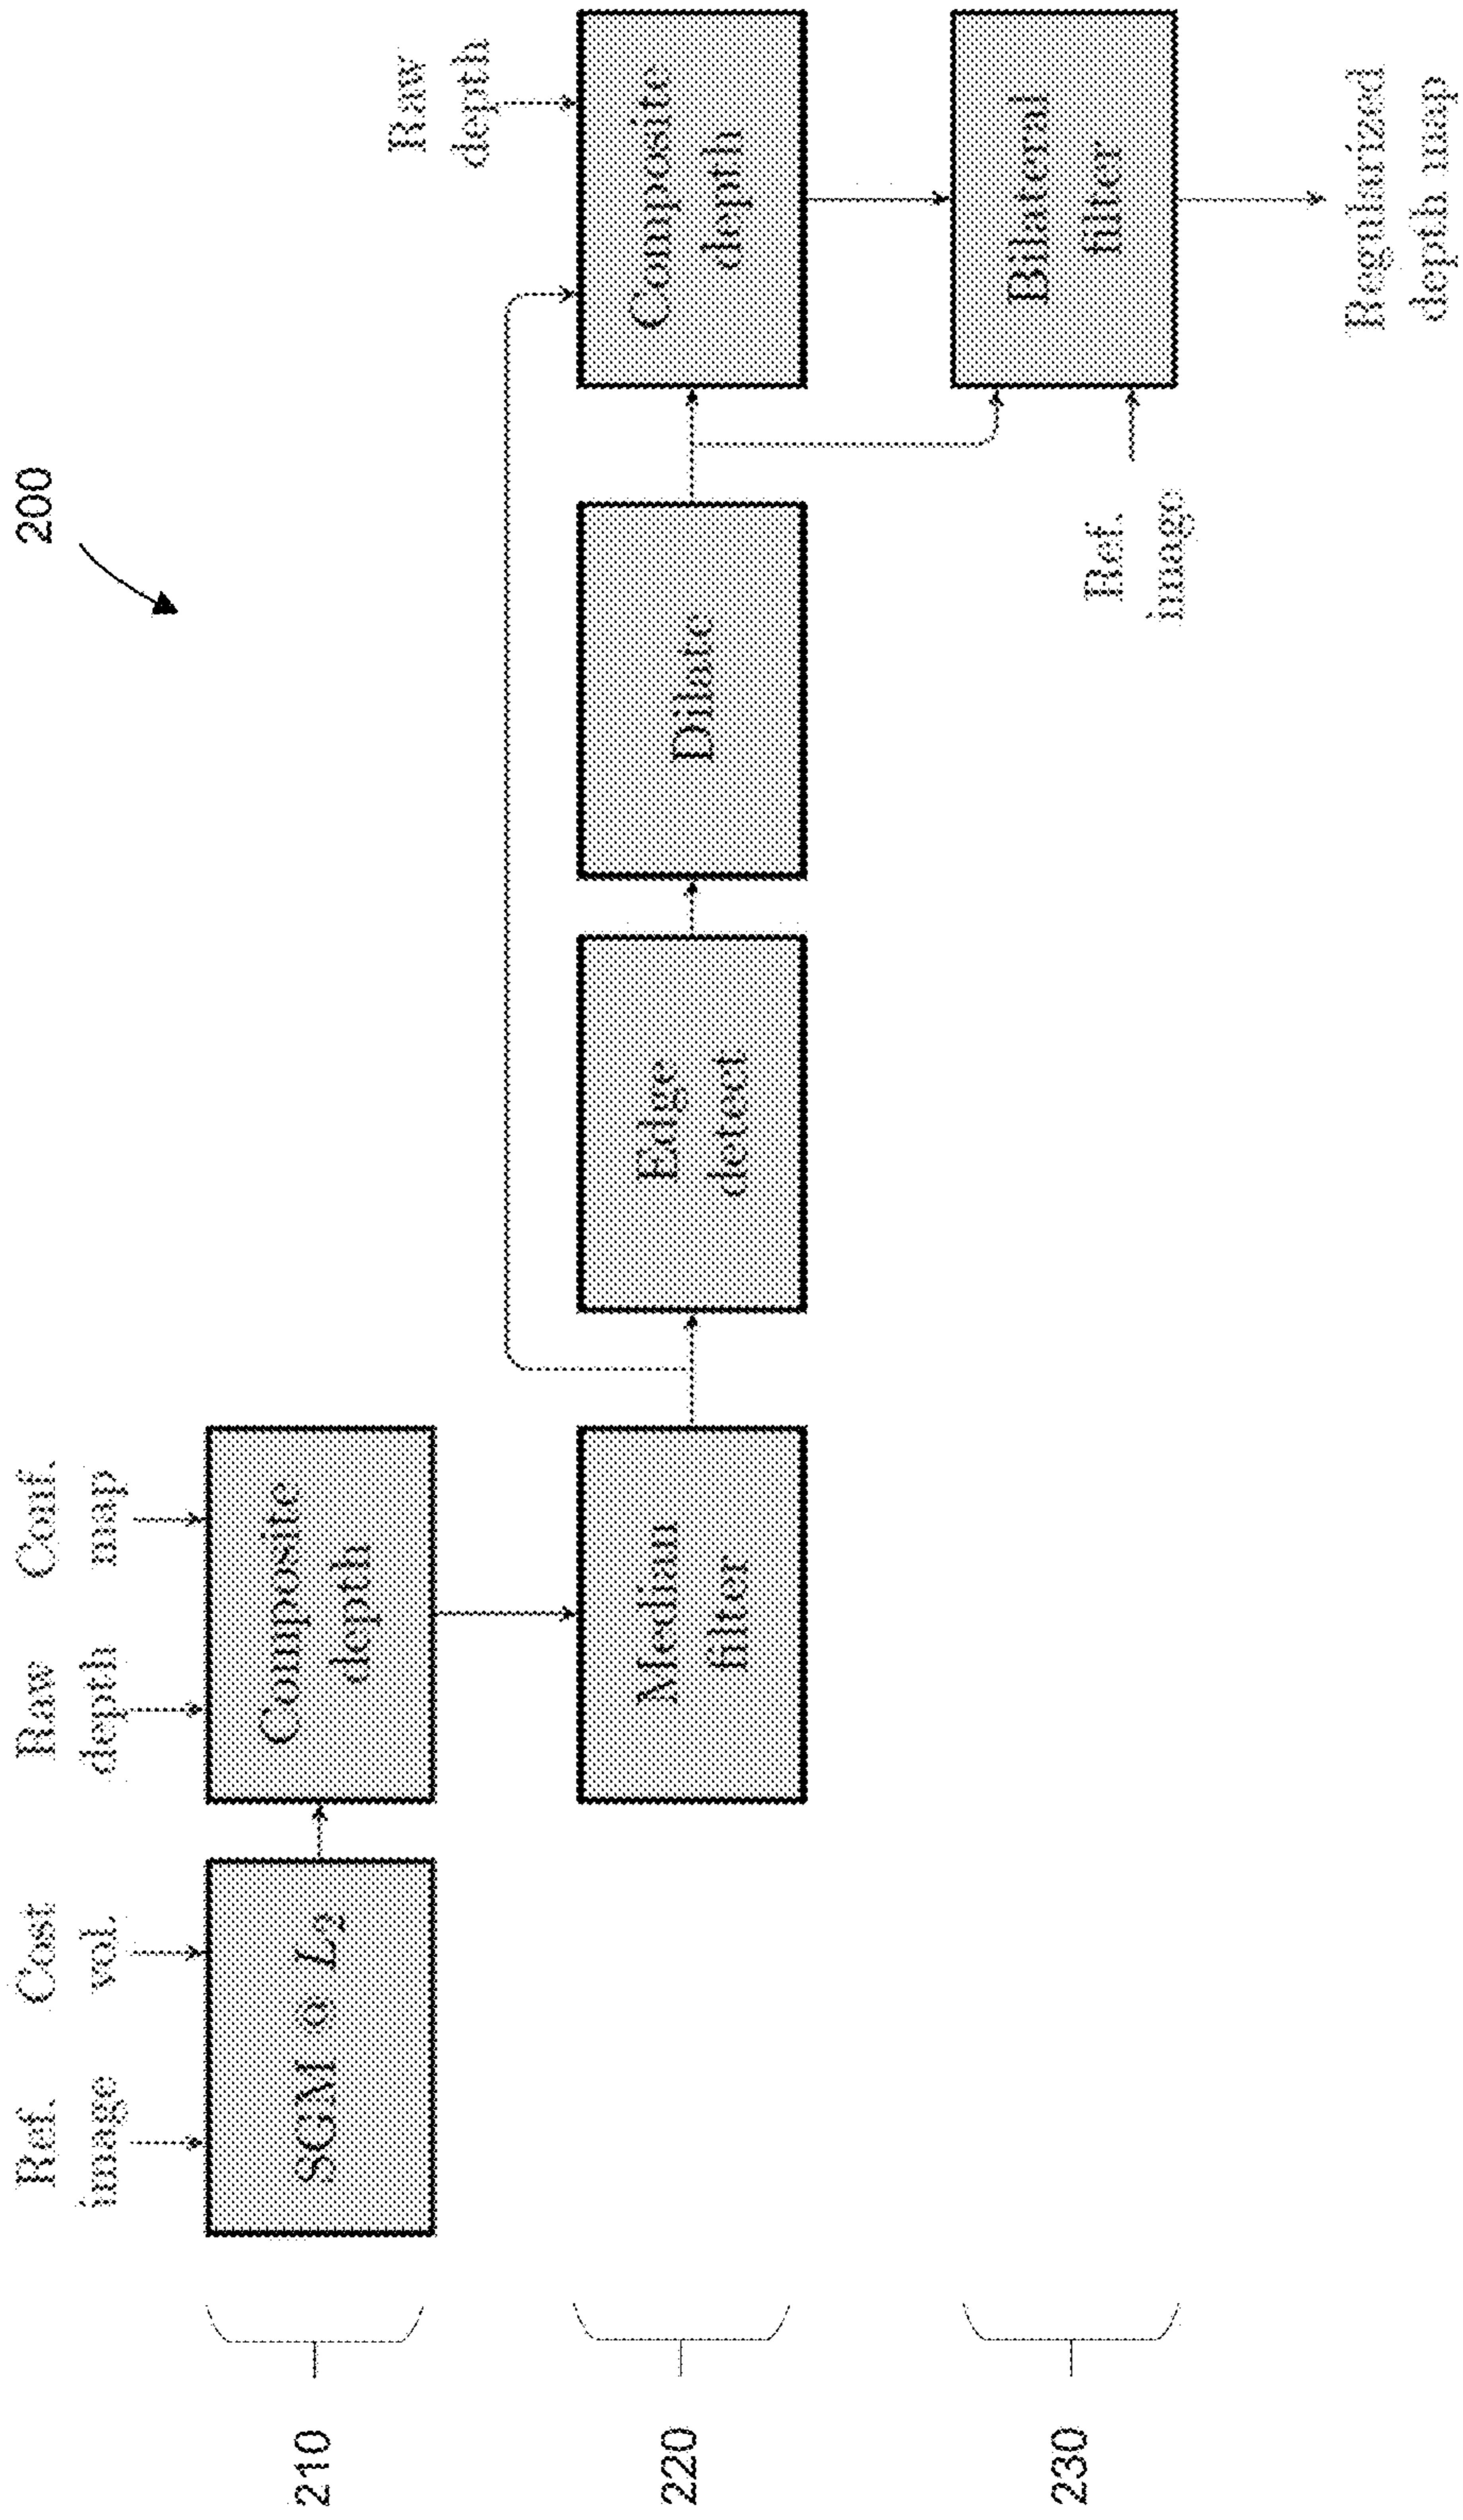 200
Ref.
image
Cost
vol.
Raw
depth
Conf.
map
210
SGM @ L2
Composite
depth
Raw
depth
220
Median
filter
Edge
detect
Dilate
Composite
depth
230
Ref.
image
Bilateral
filter
Regularized
depth map